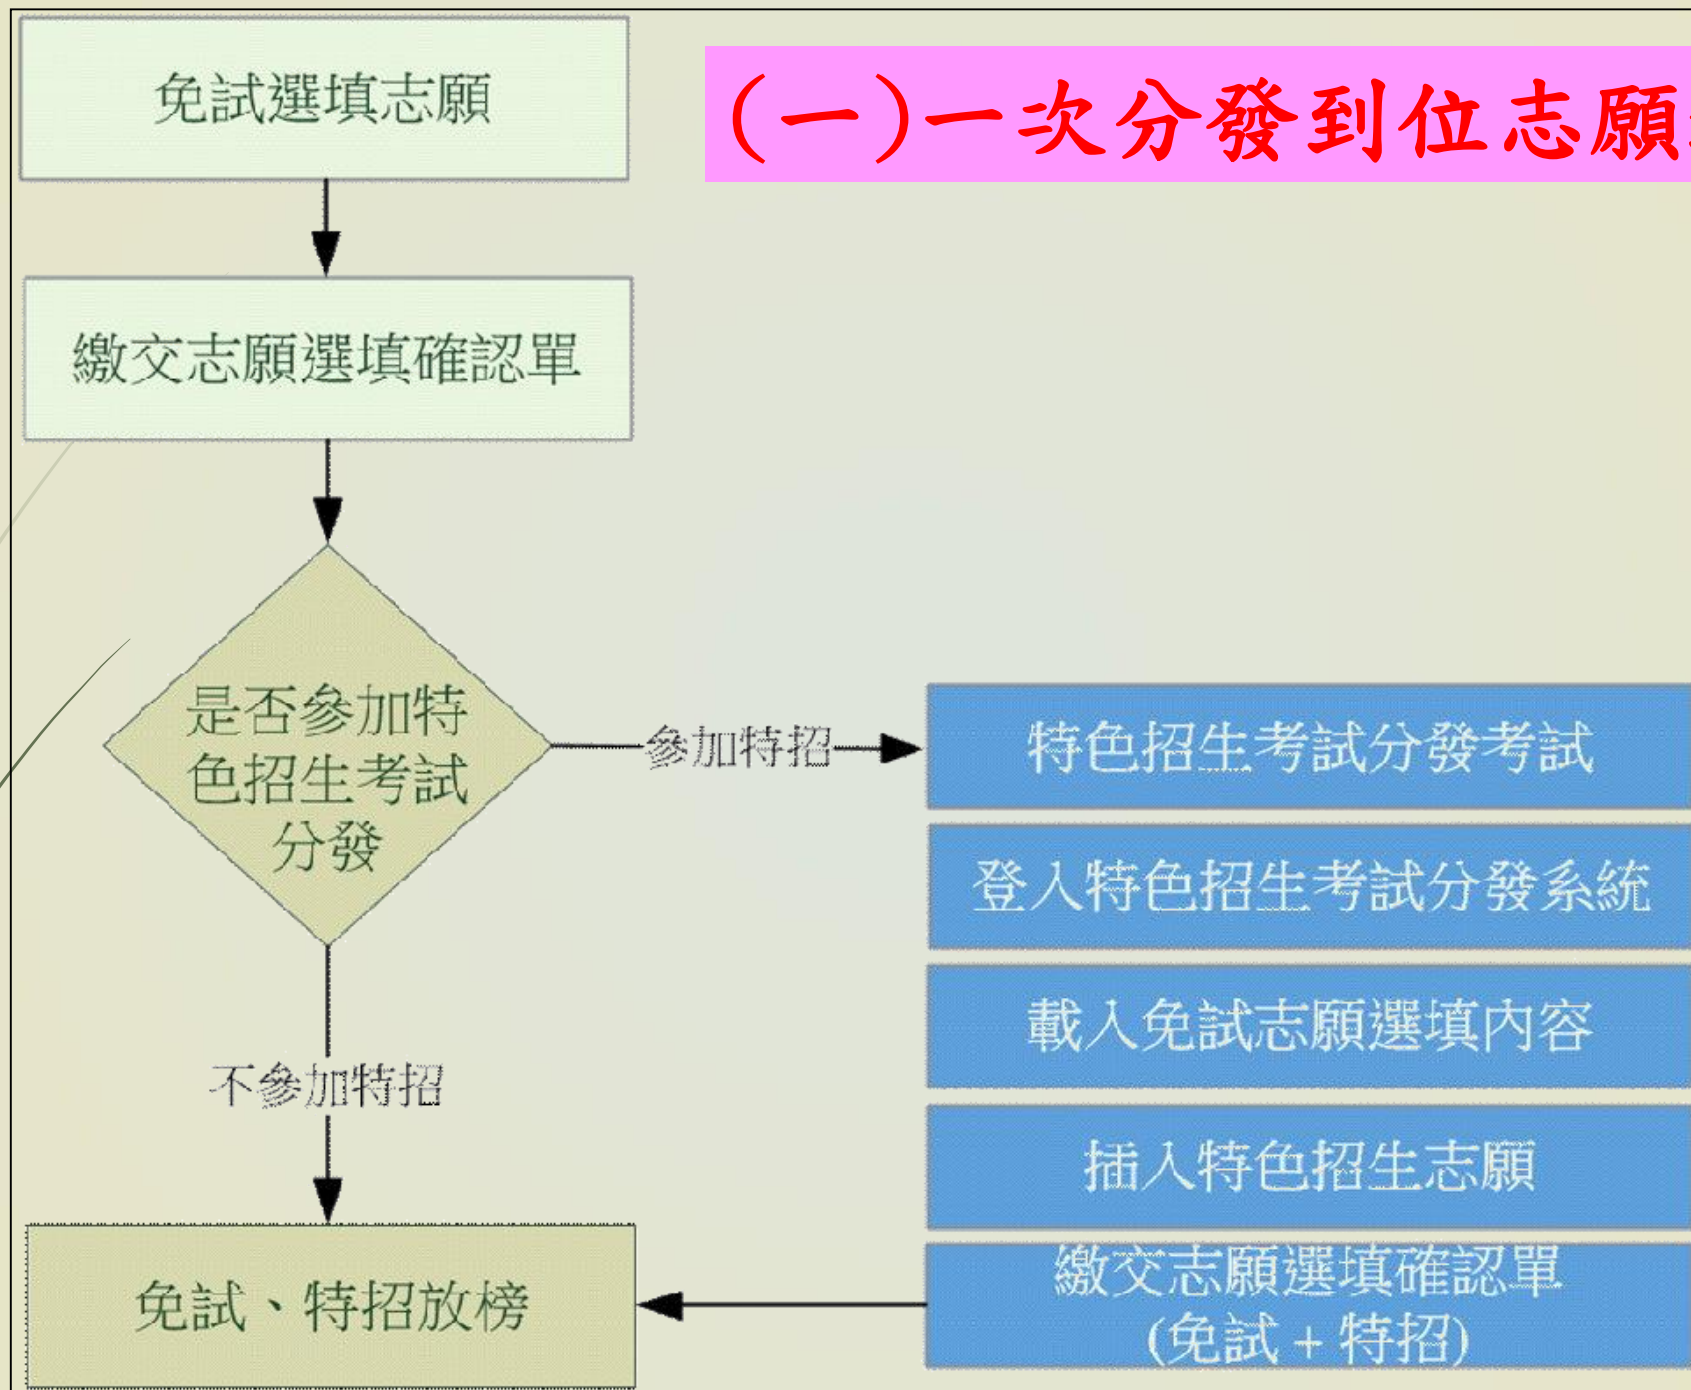 免試選填志願
(一)一次分發到位志願
繳交志願選填確認單
是否參加特
色招生考試
分發
參加特招
不參加特招
特色招生考試分發考試
登入特色招生考試分發系統
載入免試志願選填內容
插入特色招生志願
繳交志願選填確認單
(免試 + 特招)
免試、特招放榜